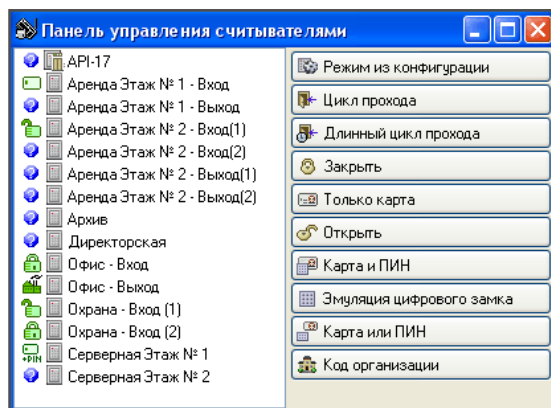 Панель управления считывателями
API-17
Аренда Этаж № 1 - Вход
Аренда Этаж № 1 - Выход
Аренда Этаж № 2 - Вход(1)
Аренда Этаж № 2 - Вход(2)
Аренда Этаж № 2 - Выход(1)
Аренда Этаж № 2 - Выход(2)
Архив
Директорская
Офис - Вход
Офис - Выход
Охрана - Вход (1)
Охрана - Вход (2)
+PIN Серверная Этаж № 1
Серверная Этаж № 2
Режим из конфигурации
Цикл прохода
Длинный цикл прохода
Закрыть
Только карта
Открыть
Карта и ПИН
Эмуляция цифрового замка
Карта или ПИН
Код организации